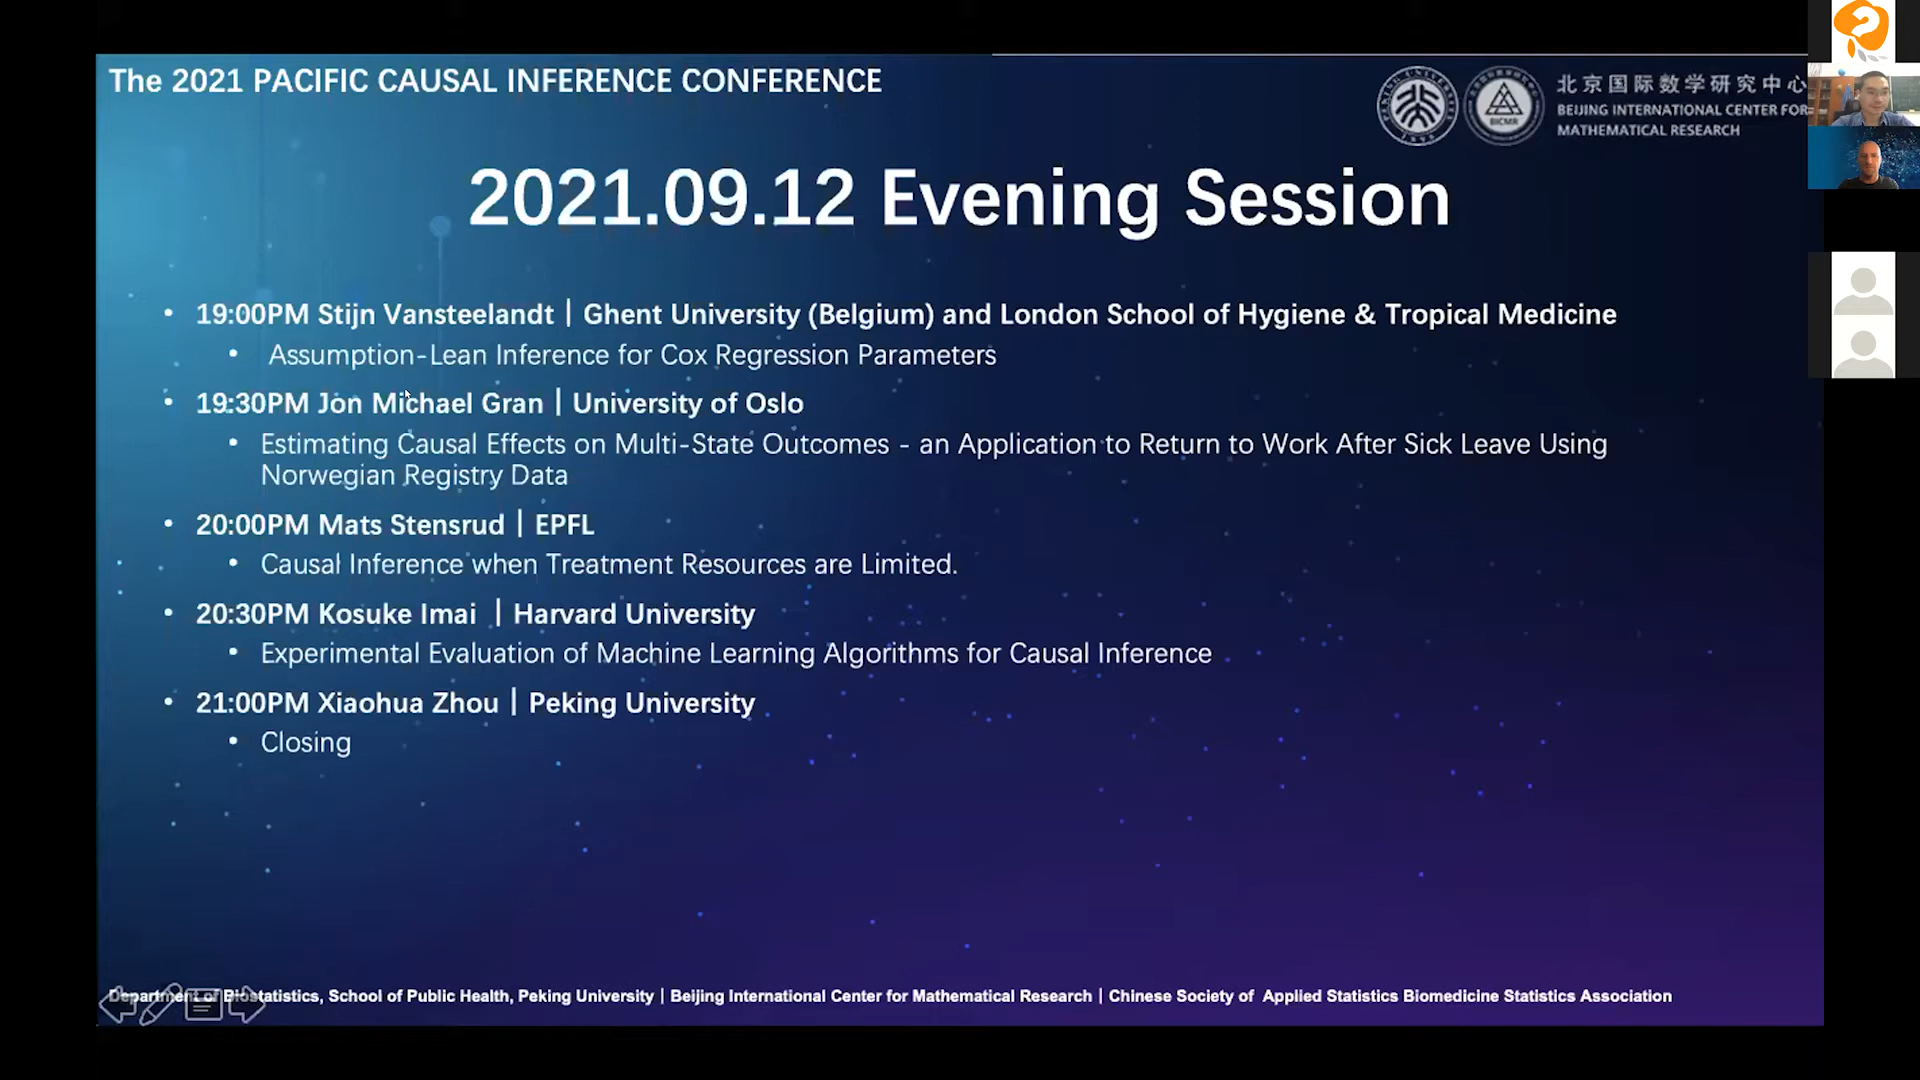 The 2021 PACIFIC CAUSAL INFERENCE CONFERENCE
北京国际数学研究中心
BEIJING INTERNATIONAL CENTER FOR
MATHEMATICAL RESEARCH
BICMR
2021.09.12 Evening Session
• 19:00PM Stijn Vansteelandt | Ghent University (Belgium) and London School of Hygiene & Tropical Medicine
• Assumption-Lean Inference for Cox Regression Parameters
• 19:30PM Jon Michael Gran | University of Oslo
• Estimating Causal Effects on Multi-State Outcomes - an Application to Return to Work After Sick Leave Using
Norwegian Registry Data
• 20:00PM Mats Stensrud | EPFL
• Causal Inference when Treatment Resources are Limited.
• 20:30PM Kosuke Imai | Harvard University
• Experimental Evaluation of Machine Learning Algorithms for Causal Inference
• 21:00PM Xiaohua Zhou | Peking University
• Closing
Department of Biostatistics, School of Public Health, Peking University | Beijing International Center for Mathematical Research | Chinese Society of Applied Statistics Biomedicine Statistics Association